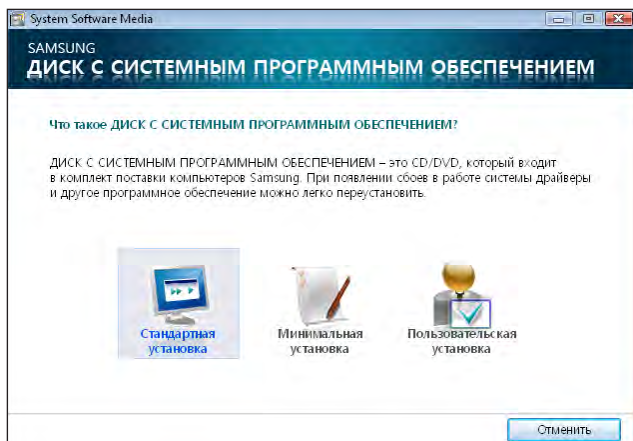 System Software Media
SAMSUNG
ДИСК С СИСТЕМНЫМ ПРОГРАММНЫМ ОБЕСПЕЧЕНИЕМ
Что такое ДИСК С СИСТЕМНЫМ ПРОГРАММНЫМ ОБЕСПЕЧЕНИЕМ?
ДИСК С СИСТЕМНЫМ ПРОГРАММНЫМ ОБЕСПЕЧЕНИЕМ – это CD/DVD, который входит
в комплект поставки компьютеров Samsung. При появлении сбоев в работе системы драйверы
и другое программное обеспечение можно легко переустановить.
Стандартная
установка
Минимальная
установка
Пользовательская
установка
Отменить